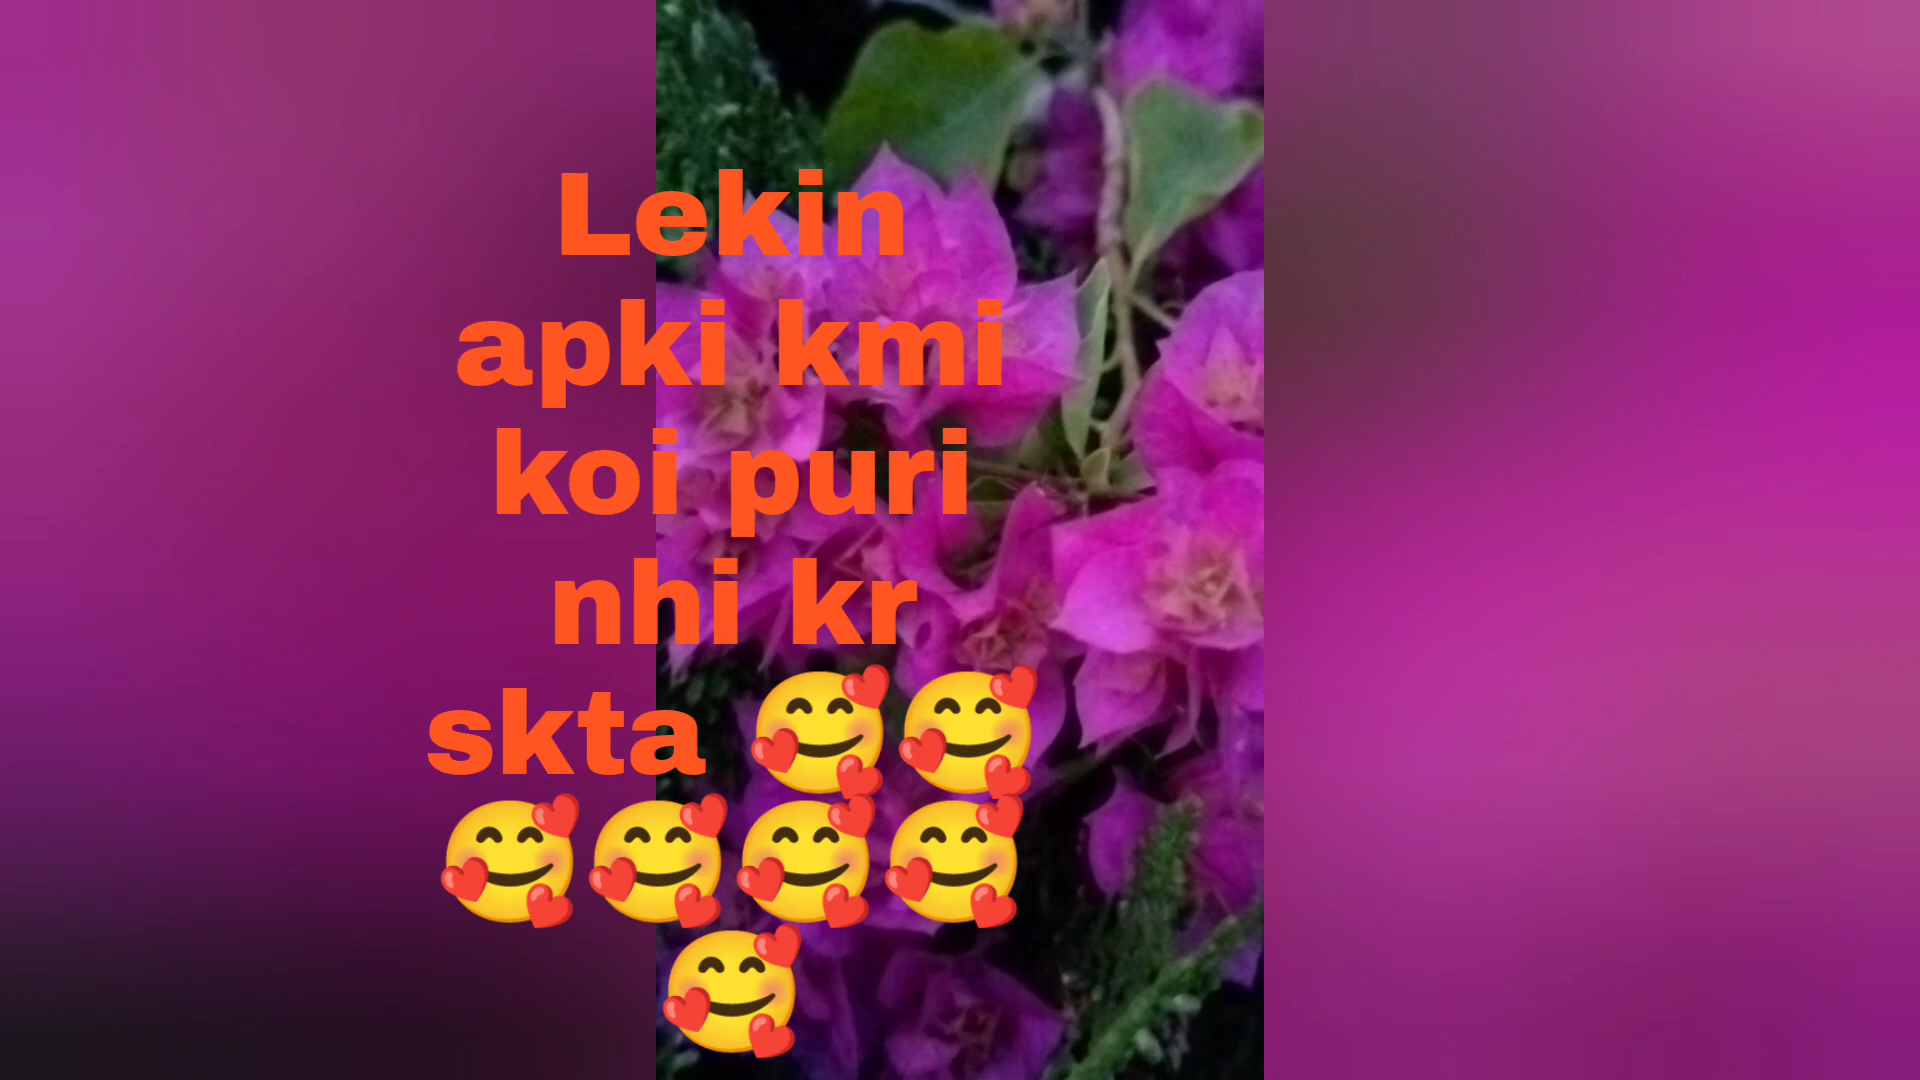 Lekin
apki kmi
koi puri
nhi kr
skta 🥰🥰
🥰🥰🥰🥰
🥰